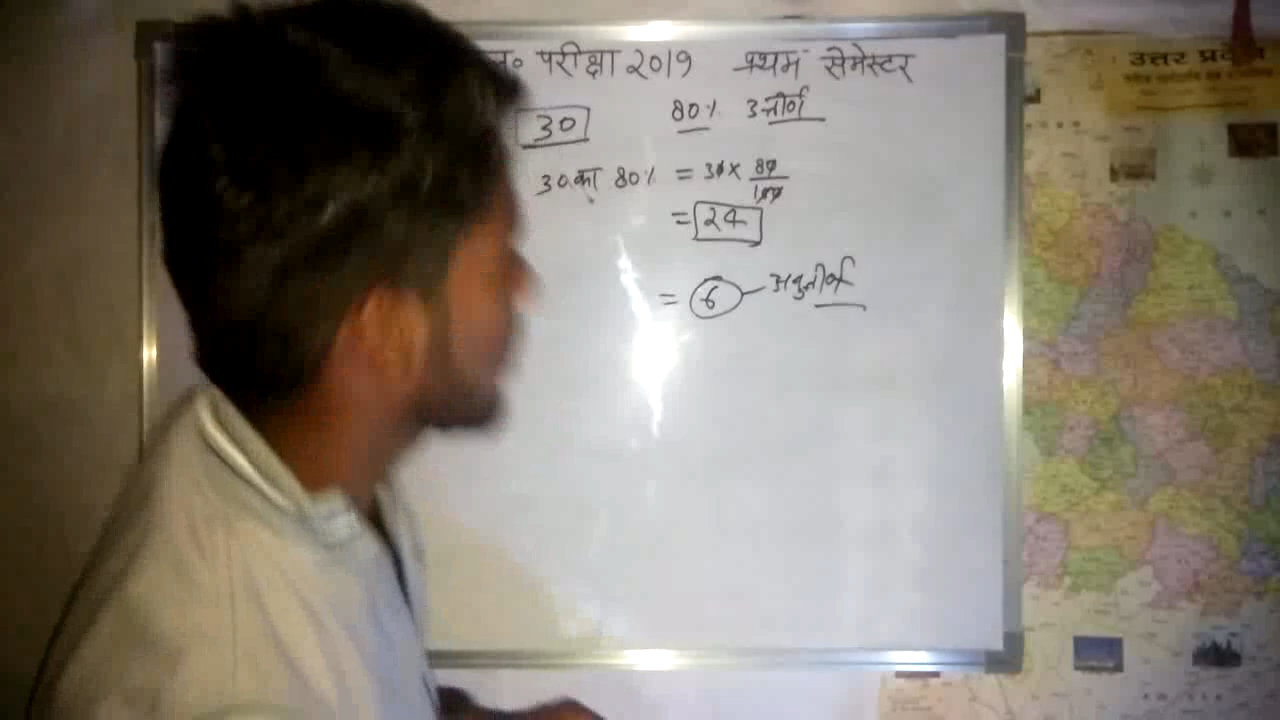 परीक्षा 2019 प्रथम सेमेस्टर
30 80% उत्तीर्ण
30 का 80% = 30 × 80/100
= 24
= 6 अनुत्तीर्ण
उत्तर प्रदेश